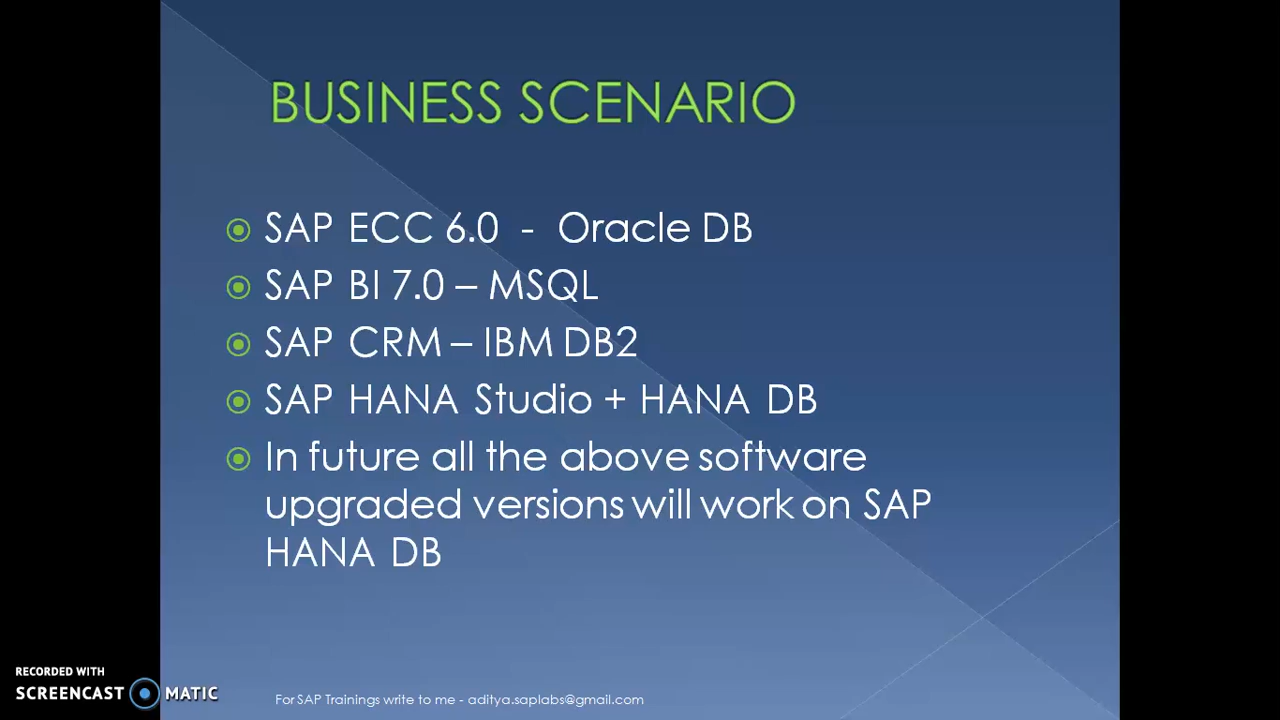 BUSINESS SCENARIO
SAP ECC 6.0 - Oracle DB
SAP BI 7.0 – MSQL
SAP CRM – IBM DB2
SAP HANA Studio + HANA DB
In future all the above software
upgraded versions will work on SAP
HANA DB
RECORDED WITH
SCREENCAST MATIC
For SAP Trainings write to me - aditya.saplabs@gmail.com